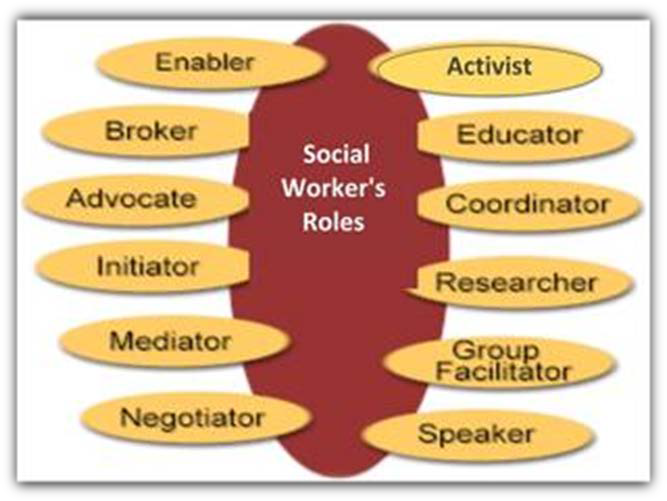 Social
Worker's
Roles
Enabler
Broker
Advocate
Initiator
Mediator
Negotiator
Activist
Educator
Coordinator
Researcher
Group
Facilitator
Speaker